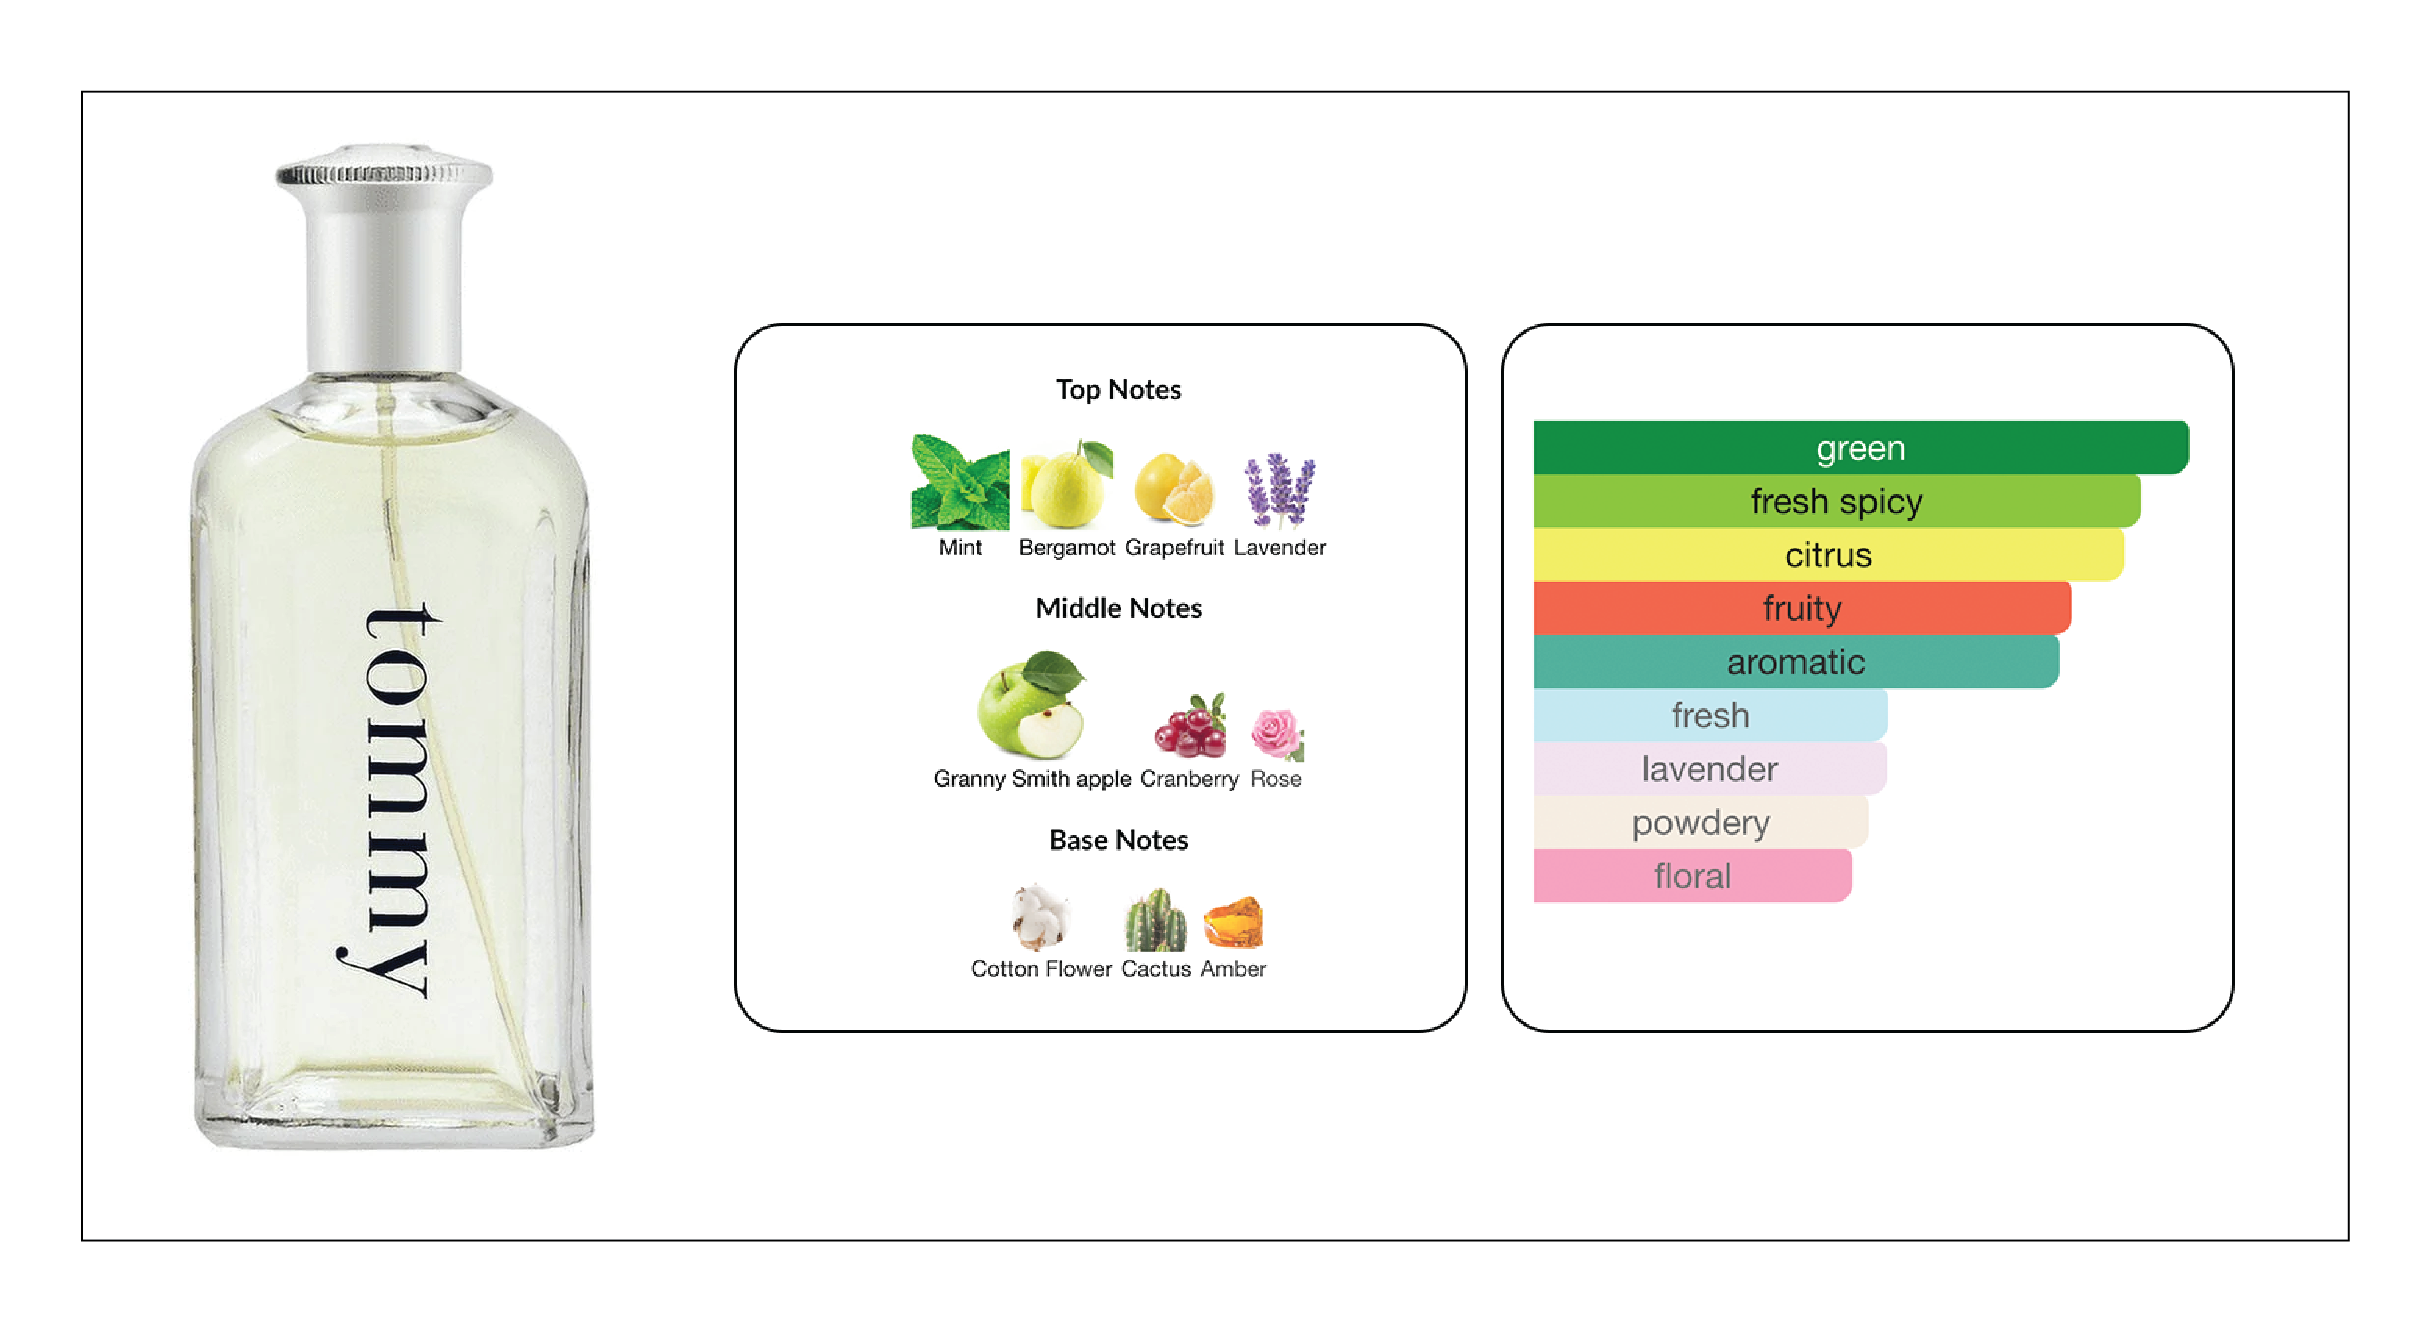 tommy
Top Notes
Mint Bergamot Grapefruit Lavender
Middle Notes
Granny Smith apple Cranberry Rose
Base Notes
Cotton Flower Cactus Amber
green
fresh spicy
citrus
fruity
aromatic
fresh
lavender
powdery
floral